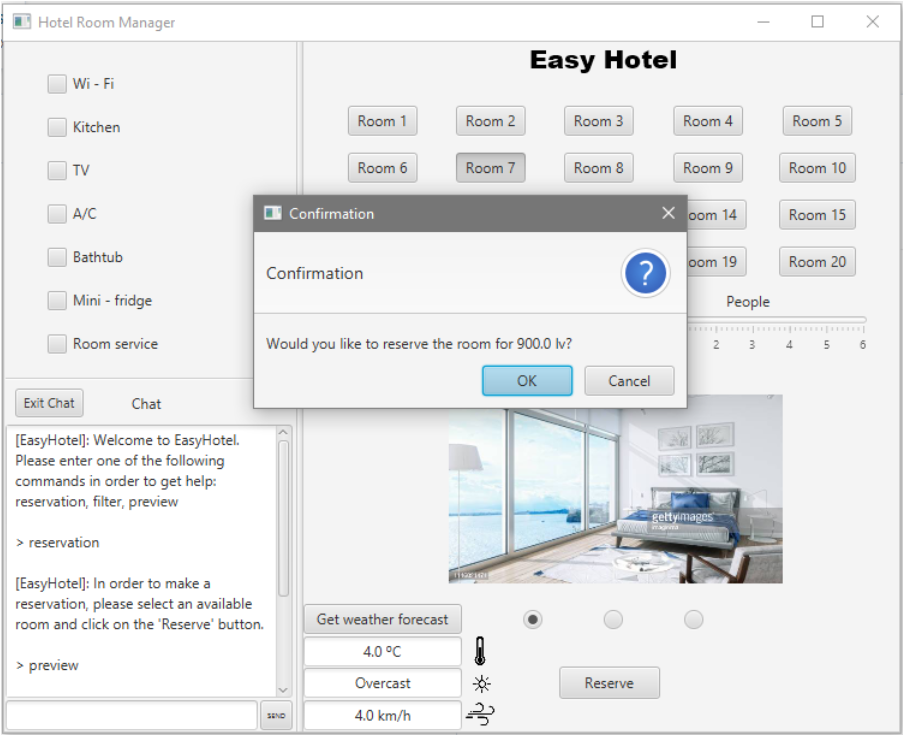 Hotel Room Manager
Wi - Fi
Kitchen
TV
A/C
Bathtub
Mini - fridge
Room service
Easy Hotel
Room 1 Room 2 Room 3 Room 4 Room 5
Room 6 Room 7 Room 8 Room 9 Room 10
oom 14 Room 15
oom 19 Room 20
People
2 3 4 5 6
Confirmation
Confirmation
?
Would you like to reserve the room for 900.0 lv?
OK Cancel
Exit Chat Chat
[EasyHotel]: Welcome to EasyHotel.
Please enter one of the following
commands in order to get help:
reservation, filter, preview
> reservation
[EasyHotel]: In order to make a
reservation, please select an available
room and click on the 'Reserve' button.
> preview
SEND
gettyimages
Get weather forecast
4.0 ºC
Overcast
4.0 km/h
Reserve